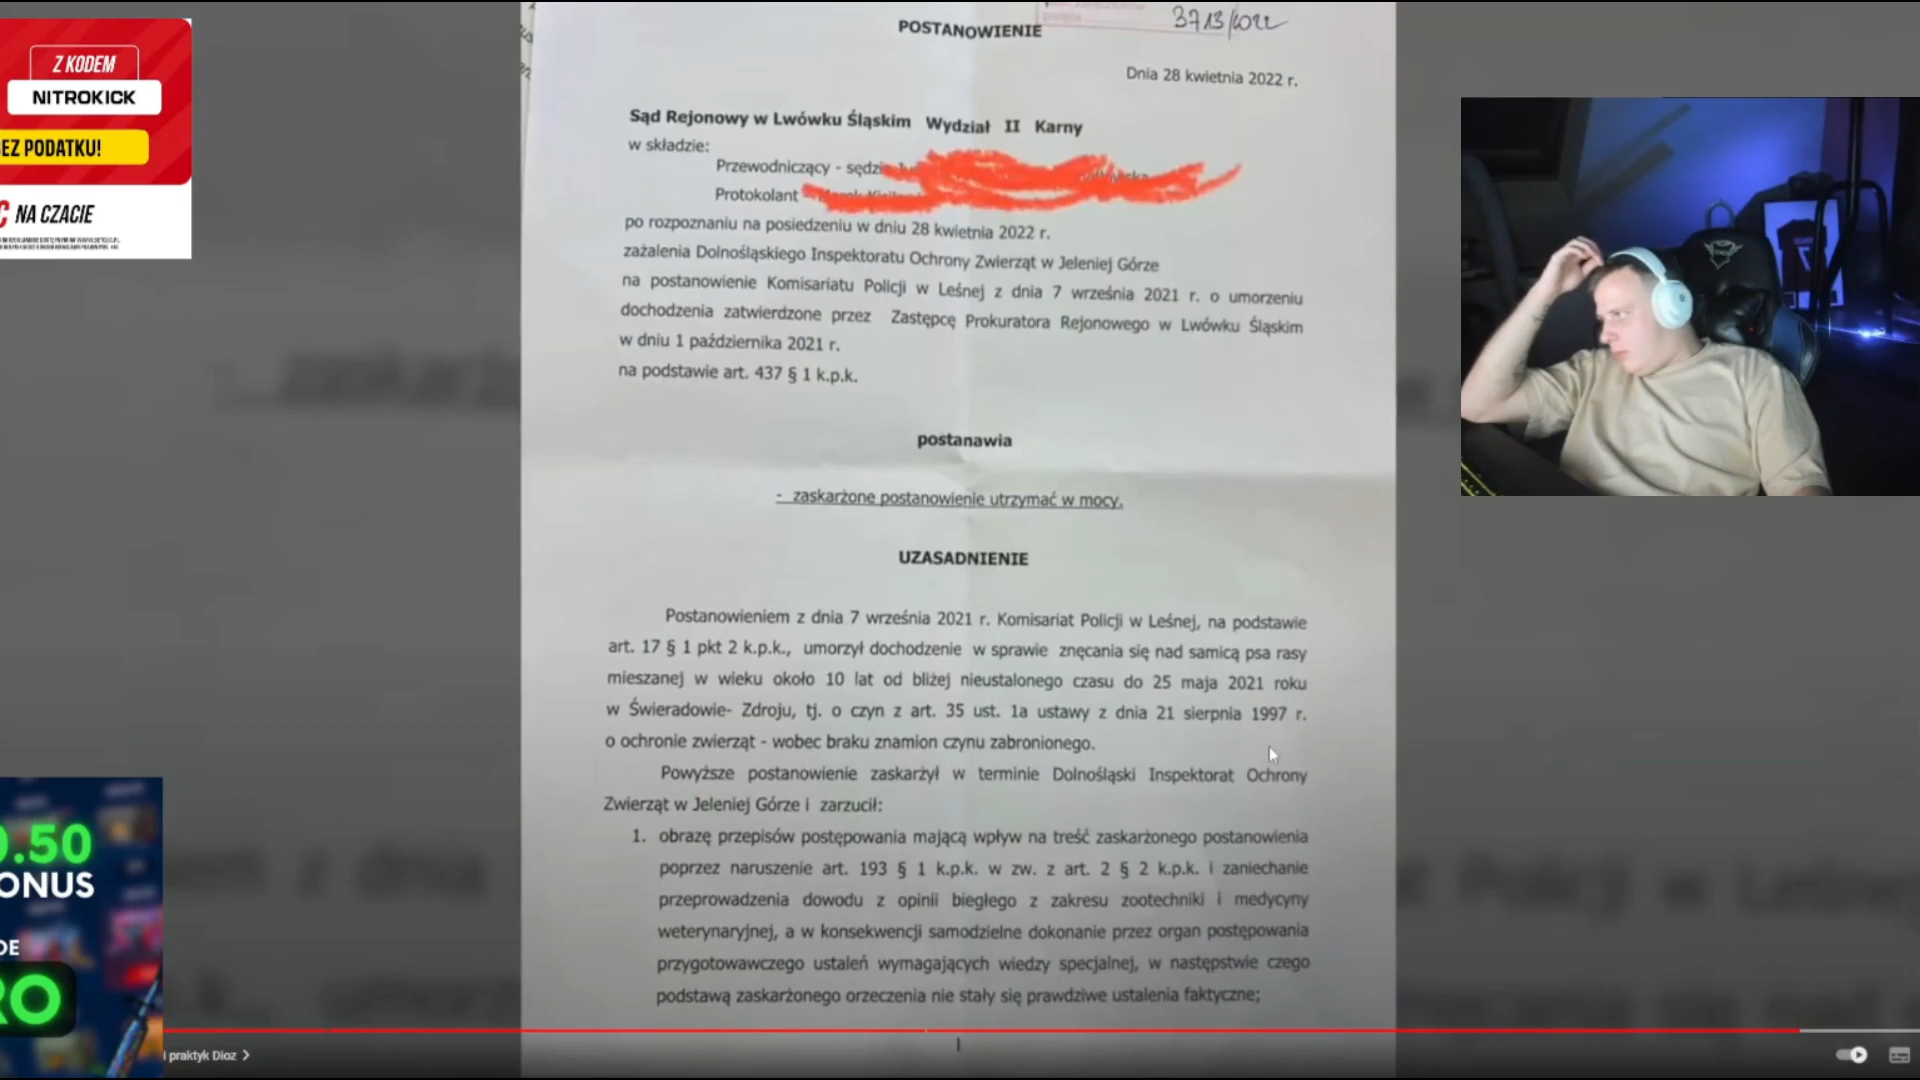 Z KODEM
NITROKICK
EZ PODATKU!
NA CZACIE
0.50
ONUS
DE
RO
3713/2022
POSTANOWIENIE
Dnia 28 kwietnia 2022 r.
Sąd Rejonowy w Lwówku Śląskim Wydział II Karny
w składzie:
Przewodniczący - sędzi
Protokolant
po rozpoznaniu na posiedzeniu w dniu 28 kwietnia 2022 r.
zażalenia Dolnośląskiego Inspektoratu Ochrony Zwierząt w Jeleniej Górze
na postanowienie Komisariatu Policji w Leśnej z dnia 7 września 2021 r. o umorzeniu
dochodzenia zatwierdzone przez Zastępcę Prokuratora Rejonowego w Lwówku Śląskim
w dniu 1 października 2021 r.
na podstawie art. 437 § 1 k.p.k.
postanawia
- zaskarżone postanowienie utrzymać w mocy.
UZASADNIENIE
Postanowieniem z dnia 7 września 2021 r. Komisariat Policji w Leśnej, na podstawie
art. 17 § 1 pkt 2 k.p.k., umorzył dochodzenie w sprawie znęcania się nad samicą psa rasy
mieszanej w wieku około 10 lat od bliżej nieustalonego czasu do 25 maja 2021 roku
w Świeradowie- Zdroju, tj. o czyn z art. 35 ust. 1a ustawy z dnia 21 sierpnia 1997 r.
o ochronie zwierząt - wobec braku znamion czynu zabronionego.
Powyższe postanowienie zaskarżył w terminie Dolnośląski Inspektorat Ochrony
Zwierząt w Jeleniej Górze i zarzucił:
1. obrazę przepisów postępowania mającą wpływ na treść zaskarżonego postanowienia
poprzez naruszenie art. 193 § 1 k.p.k. w zw. z art. 2 § 2 k.p.k. i zaniechanie
przeprowadzenia dowodu z opinii biegłego z zakresu zootechniki i medycyny
weterynaryjnej, a w konsekwencji samodzielne dokonanie przez organ postępowania
przygotowawczego ustaleń wymagających wiedzy specjalnej, w następstwie czego
podstawą zaskarżonego orzeczenia nie stały się prawdziwe ustalenia faktyczne;
1
i praktyk Dioz